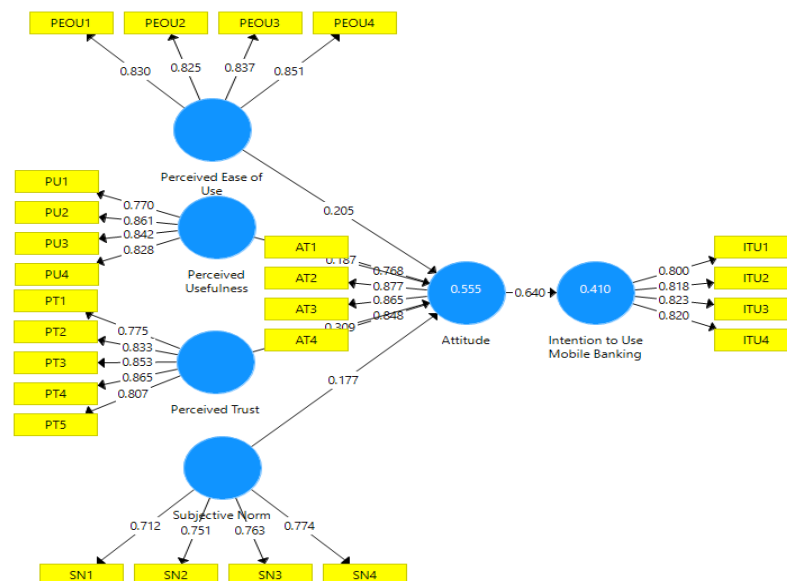 PEOU1 PEOU2 PEOU3 PEOU4
0.830 0.825 0.837 0.851
Perceived Ease of
Use
0.205
PU1
PU2
PU3
PU4
0.770
0.861
0.842
0.828
Perceived
Usefulness
0.187
AT1
AT2
AT3
AT4
0.768
0.877
0.865
0.848
0.309
PT1
PT2
PT3
PT4
PT5
0.775
0.833
0.853
0.865
0.807
Perceived Trust
0.555
Attitude
0.640
0.410
Intention to Use
Mobile Banking
0.800
0.818
0.823
0.820
ITU1
ITU2
ITU3
ITU4
0.177
Subjective Norm
0.712 0.751 0.763 0.774
SN1 SN2 SN3 SN4